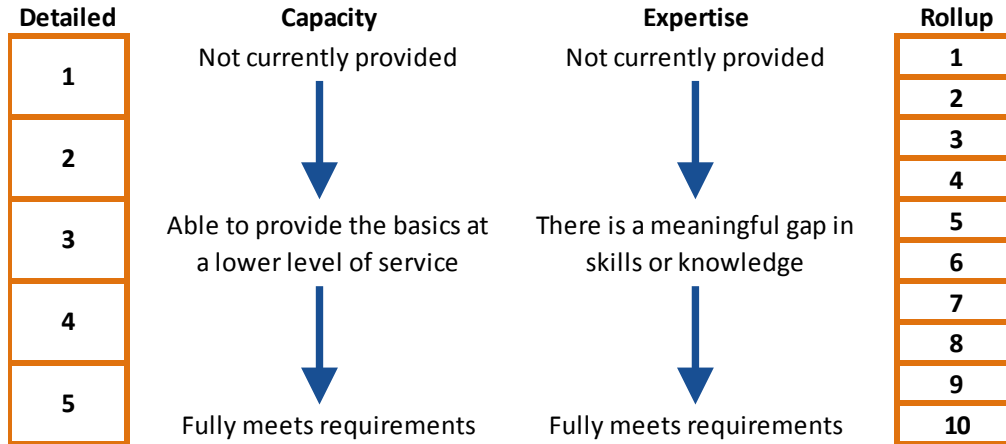 Detailed
Capacity
Expertise
Rollup
1
2
3
4
5
Not currently provided
Able to provide the basics at
a lower level of service
Fully meets requirements
Not currently provided
There is a meaningful gap in
skills or knowledge
Fully meets requirements
1
2
3
4
5
6
7
8
9
10